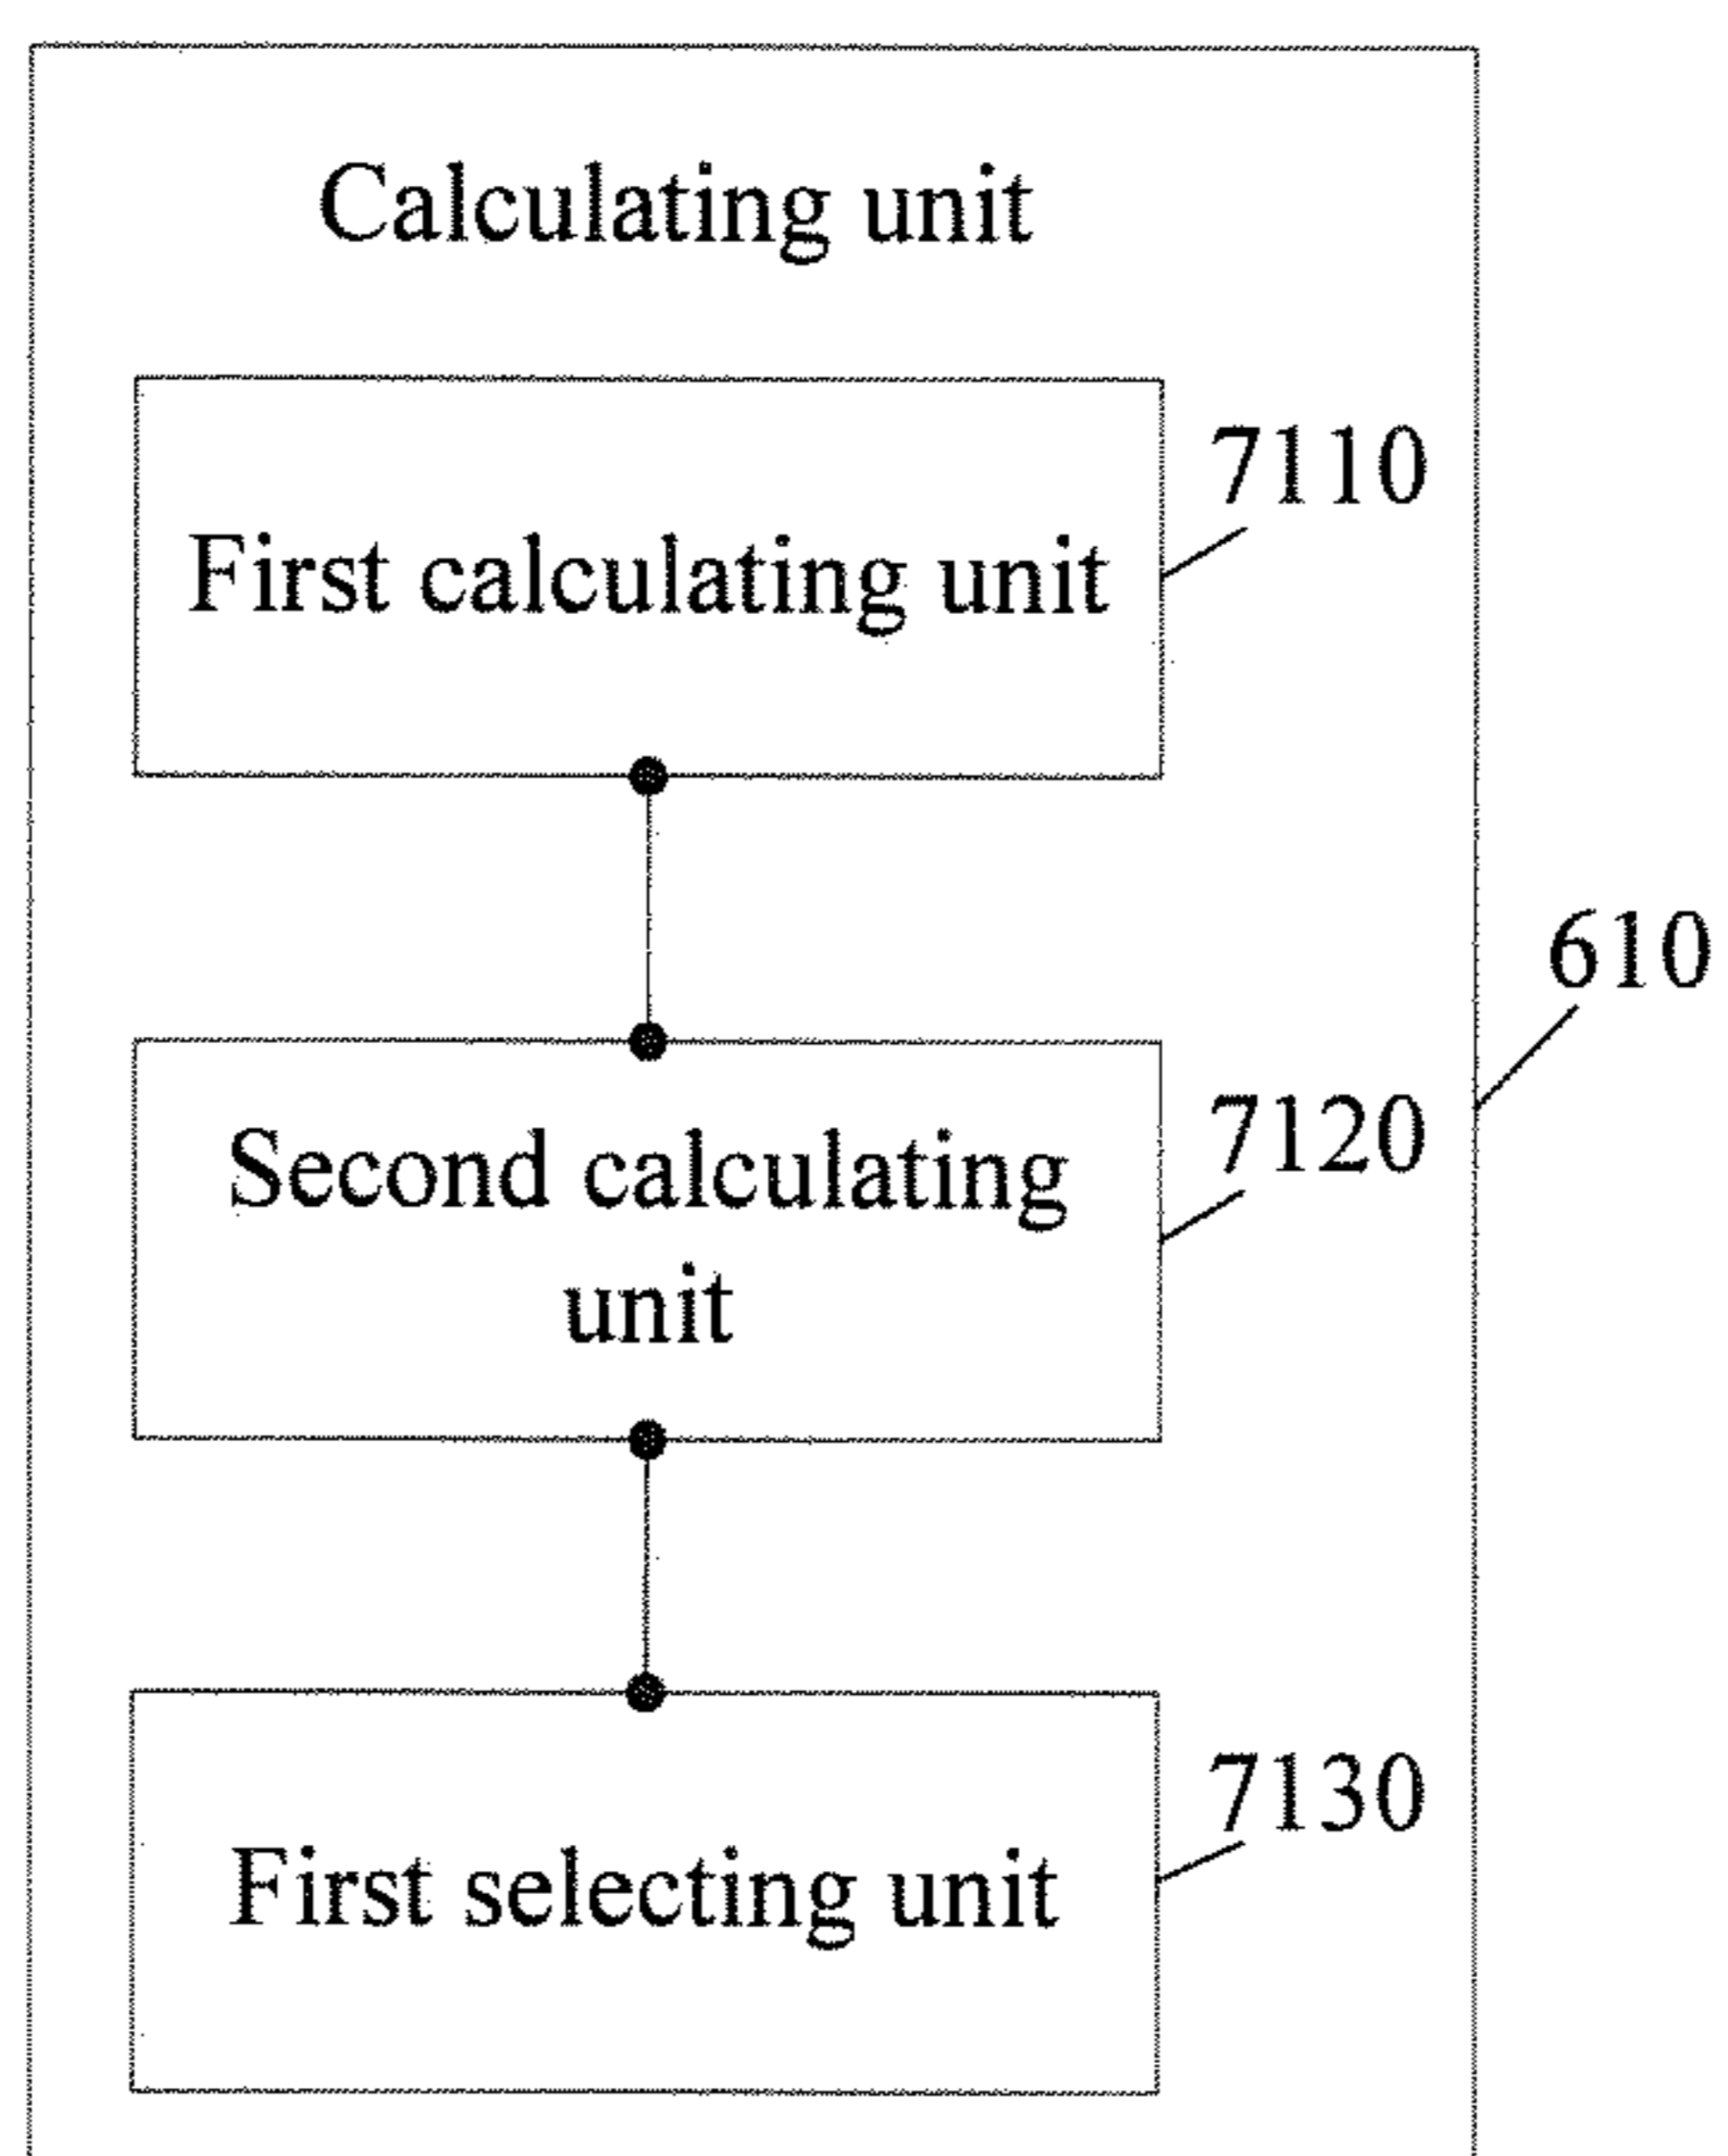 Calculating unit
7110
First calculating unit
610
7120
Second calculating
unit
7130
First selecting unit